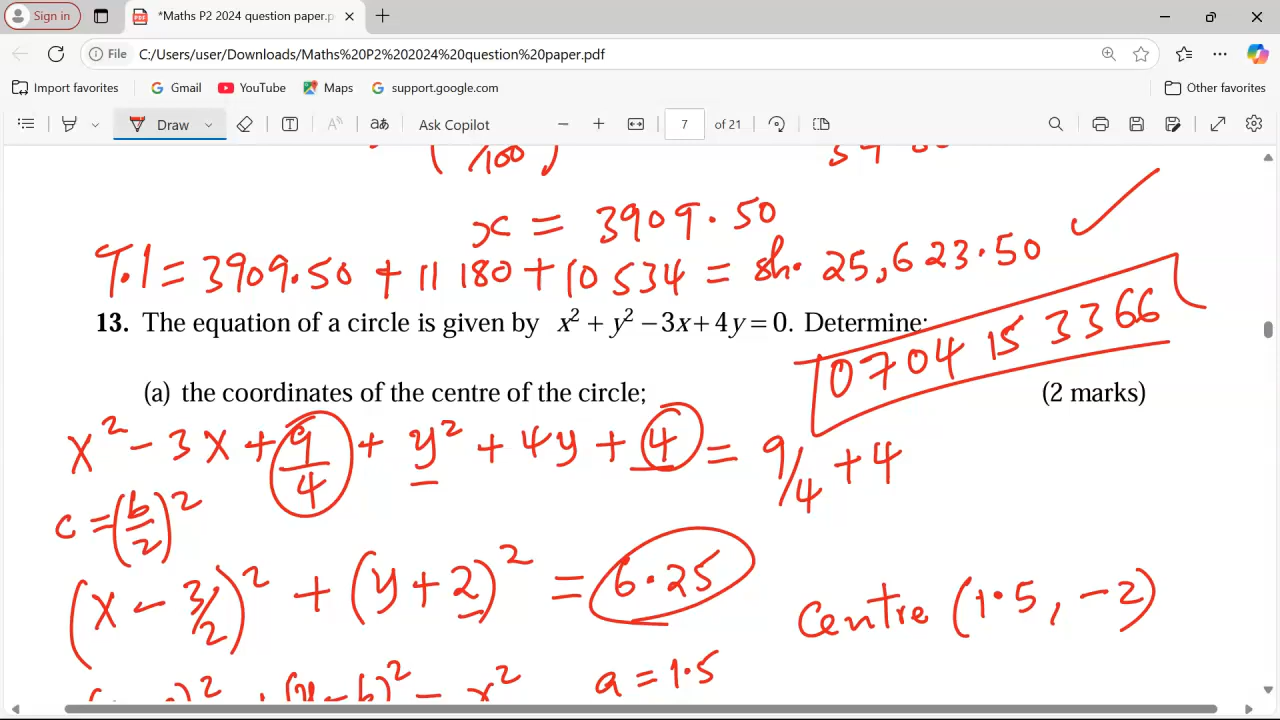 Sign in
*Maths P2 2024 question paper.p
File C:/Users/user/Downloads/Maths%20P2%202024%20question%20paper.pdf
Import favorites Gmail YouTube Maps support.google.com Other favorites
Draw Ask Copilot 7 of 21
x = 3909.50
T.I = 3909.50 + 11 180 + 10 534 = sh. 25,623.50
13. The equation of a circle is given by x² + y² − 3x + 4y = 0. Determine:
0704 15 3366
(a) the coordinates of the centre of the circle; (2 marks)
x² − 3x + 9/4 + y² + 4y + 4 = 9/4 + 4
c = (b/2)²
(x − 3/2)² + (y + 2)² = 6.25
Centre (1.5, −2)
a = 1.5